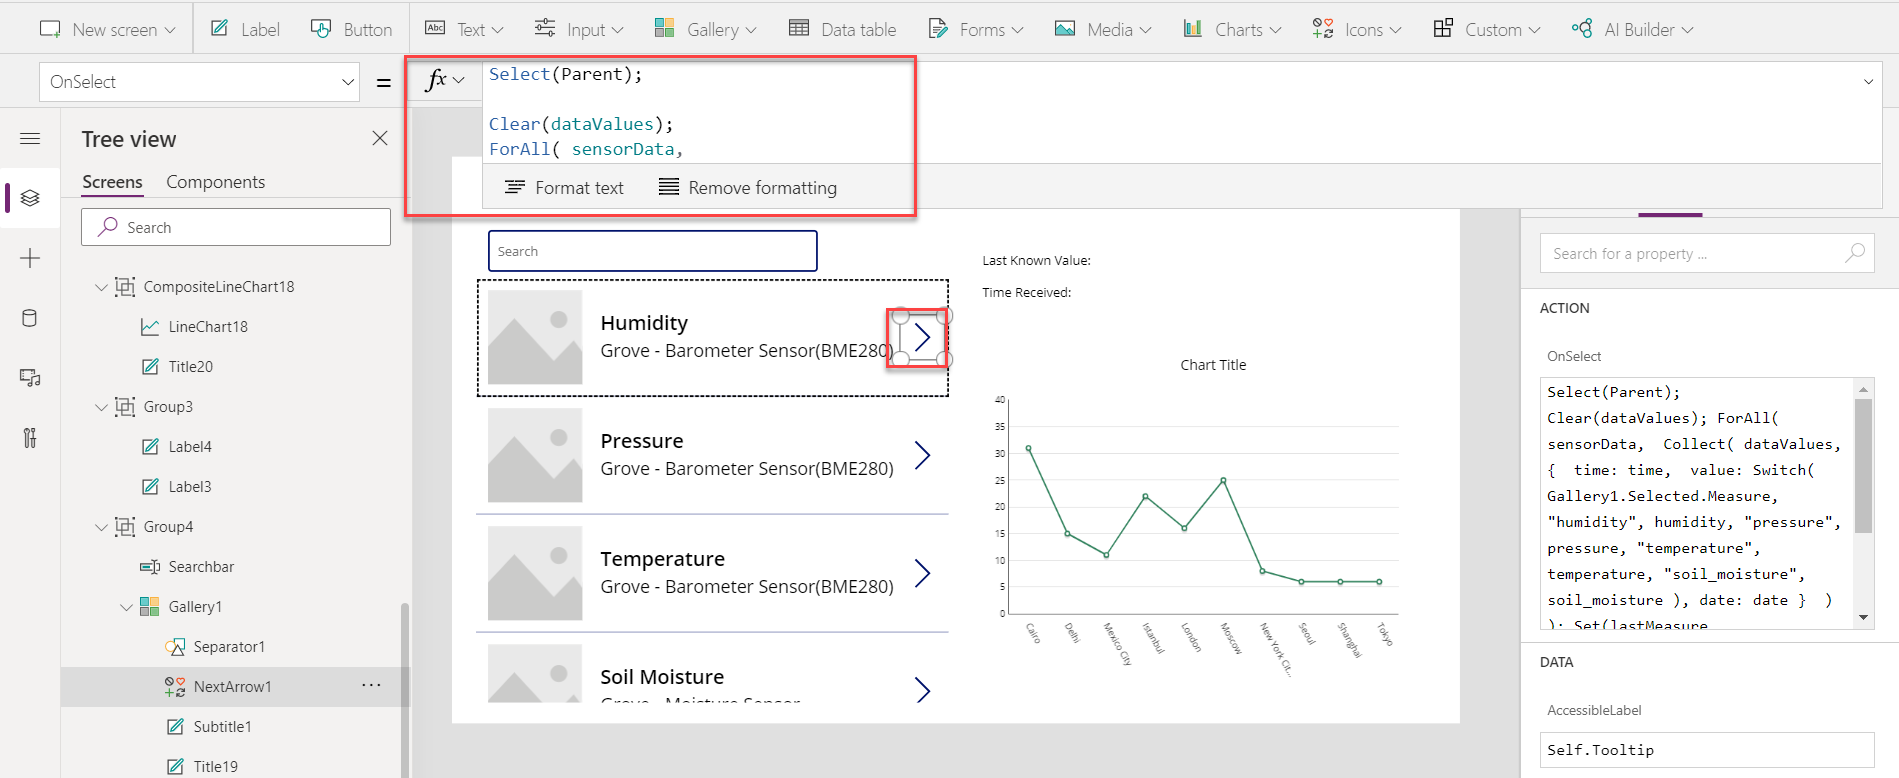 New screen
Label
Button
Abc Text
Input
Gallery
Data table
Forms
Media
Charts
Icons
Custom
AI Builder
OnSelect
=
fx
Select(Parent);
Clear(dataValues);
ForAll( sensorData,
Format text
Remove formatting
Tree view
Screens
Components
Search
CompositeLineChart18
LineChart18
Title20
Group3
Label4
Label3
Group4
Searchbar
Gallery1
Separator1
NextArrow1
...
Subtitle1
Title19
Search
Humidity
Grove - Barometer Sensor(BME280)
Pressure
Grove - Barometer Sensor(BME280)
Temperature
Grove - Barometer Sensor(BME280)
Soil Moisture
Grove - Moisture Sensor
Last Known Value:
Time Received:
Chart Title
40
35
30
25
20
15
10
5
0
Cairo
Delhi
Mexico City
Istanbul
London
Moscow
New York Cit...
Seoul
Shanghai
Tokyo
Search for a property ...
ACTION
OnSelect
Select(Parent);
Clear(dataValues); ForAll(
sensorData,  Collect( dataValues,
{  time: time,  value: Switch(
Gallery1.Selected.Measure,
"humidity", humidity, "pressure",
pressure, "temperature",
temperature, "soil_moisture",
soil_moisture ), date: date }  )
); Set(lastMeasure
DATA
AccessibleLabel
Self.Tooltip